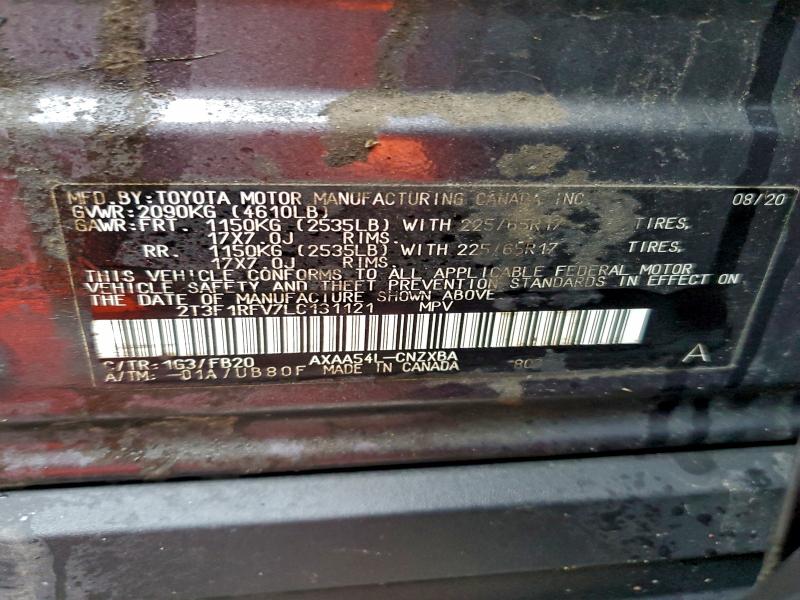 MFD. BY: TOYOTA MOTOR MANUFACTURING CANADA INC. 08/20
GVWR: 2090KG (4610LB)
GAWR: FRT. 1150KG (2535LB) WITH 225/65R17 TIRES,
17X7.0J RIMS.
RR. 1150KG (2535LB) WITH 225/65R17 TIRES,
17X7.0J RIMS.
THIS VEHICLE CONFORMS TO ALL APPLICABLE FEDERAL MOTOR
VEHICLE SAFETY AND THEFT PREVENTION STANDARDS IN EFFECT ON
THE DATE OF MANUFACTURE SHOWN ABOVE
2T3F1RFV7LC131121 MPV
C/TR: 1G3/FB20 AXAA54L-CNZXBA
A/TM: -01A/UB80F MADE IN CANADA A